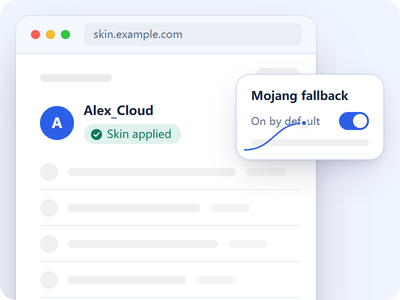 skin.example.com
A
Alex_Cloud
Skin applied
Mojang fallback
On by default